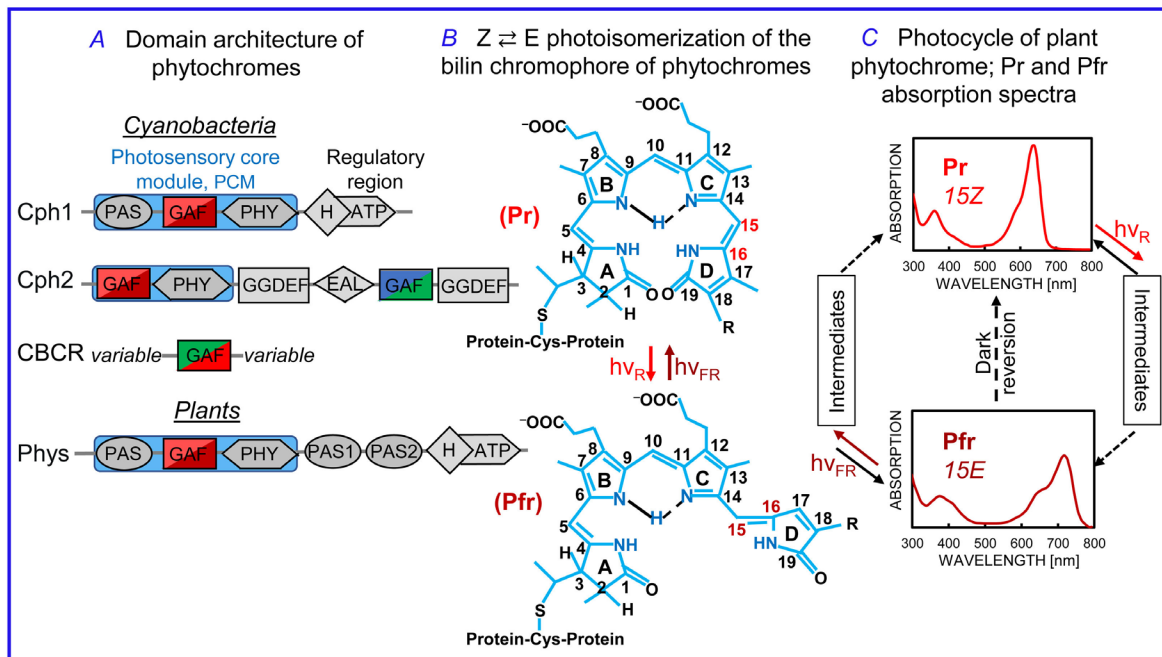 A Domain architecture of
phytochromes
Cyanobacteria
Photosensory core
module, PCM
Regulatory
region
Cph1
PAS
GAF
PHY
H
ATP
Cph2
GAF
PHY
GGDEF
EAL
GAF
GGDEF
CBCR
variable
GAF
variable
Plants
Phys
PAS
GAF
PHY
PAS1
PAS2
H
ATP
B Z ⇄ E photoisomerization of the
bilin chromophore of phytochromes
⁻OOC
⁻OOC
10
8
9
11
12
7
B
C
13
6
N
N
14
H
(Pr)
5
15
4
NH
HN
16
H
A
D
17
3
2
1
O
O
19
18
H
R
S
Protein-Cys-Protein
hνR
hνFR
⁻OOC
⁻OOC
10
8
9
11
12
7
B
C
13
6
N
N
14
H
(Pfr)
5
15
16
17
4
NH
HN
D
18
R
H
A
19
3
2
1
O
O
H
S
Protein-Cys-Protein
C Photocycle of plant
phytochrome; Pr and Pfr
absorption spectra
ABSORPTION
Pr
15Z
300 400 500 600 700 800
WAVELENGTH [nm]
hνR
Intermediates
Dark
reversion
Intermediates
hνFR
ABSORPTION
Pfr
15E
300 400 500 600 700 800
WAVELENGTH [nm]